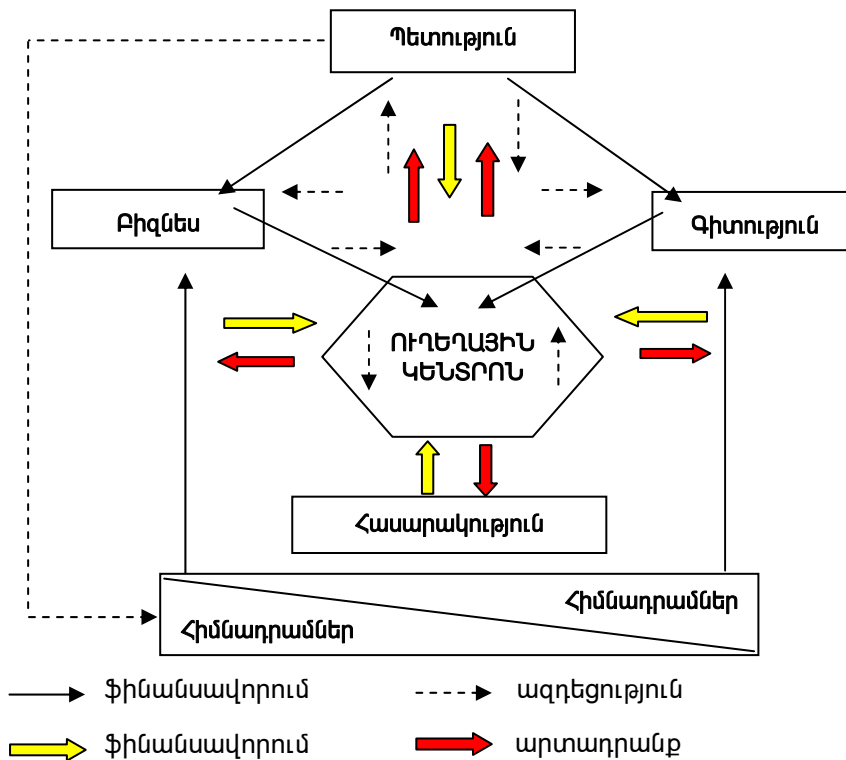 Պետություն
Բիզնես
Գիտություն
ՈՒՂԵՂԱՅԻՆ
ԿԵՆՏՐՈՆ
Հասարակություն
Հիմնադրամներ
Հիմնադրամներ
ֆինանսավորում
ազդեցություն
ֆինանսավորում
արտադրանք